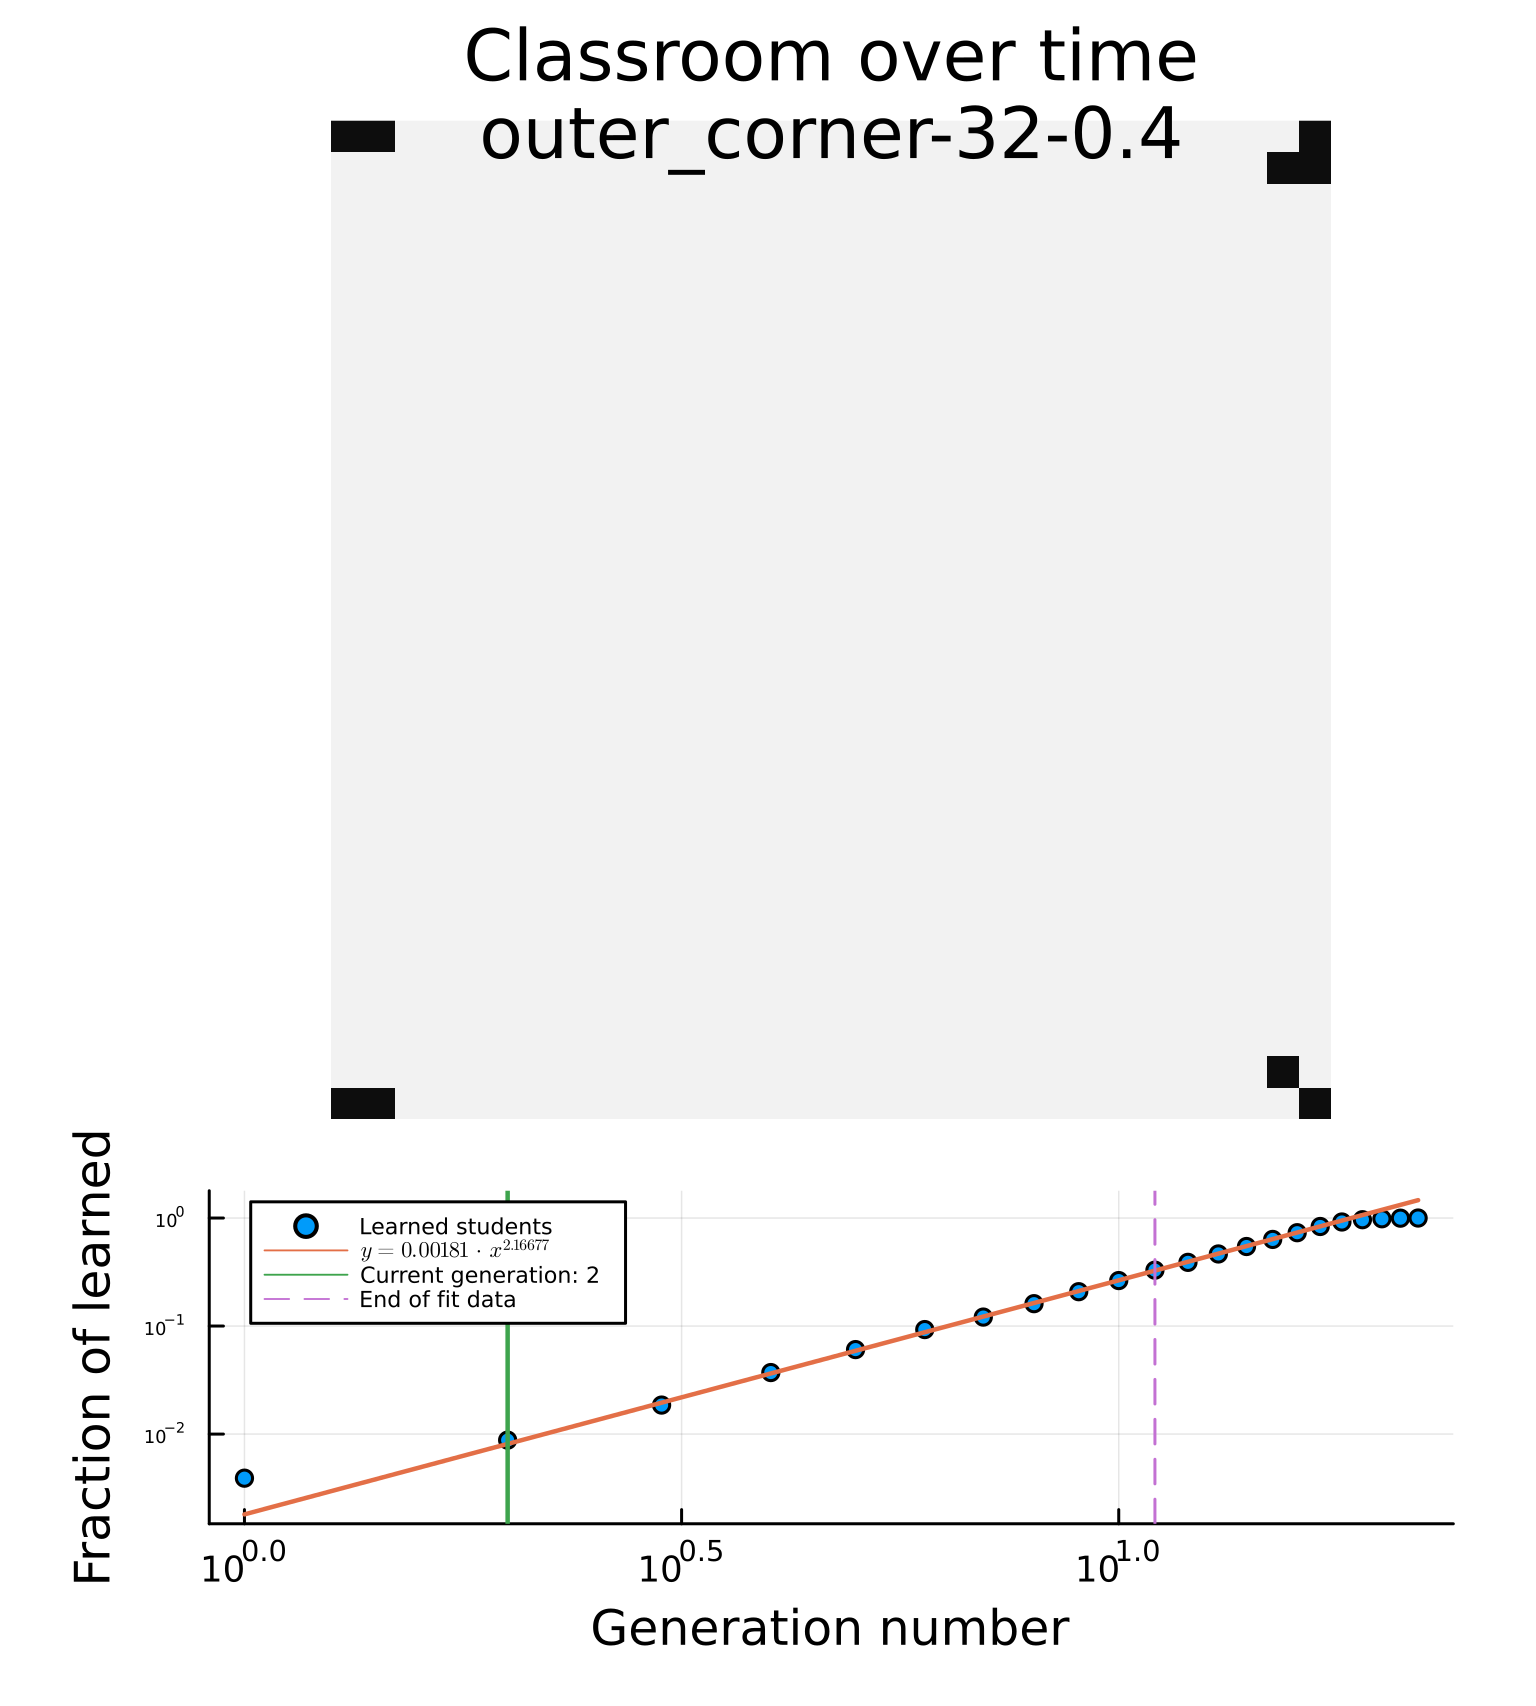 Classroom over time
outer_corner-32-0.4
Fraction of learned
10⁰
10⁻¹
10⁻²
Learned students
y = 0.00181 · x^2.16677
Current generation: 2
End of fit data
10^0.0
10^0.5
10^1.0
Generation number